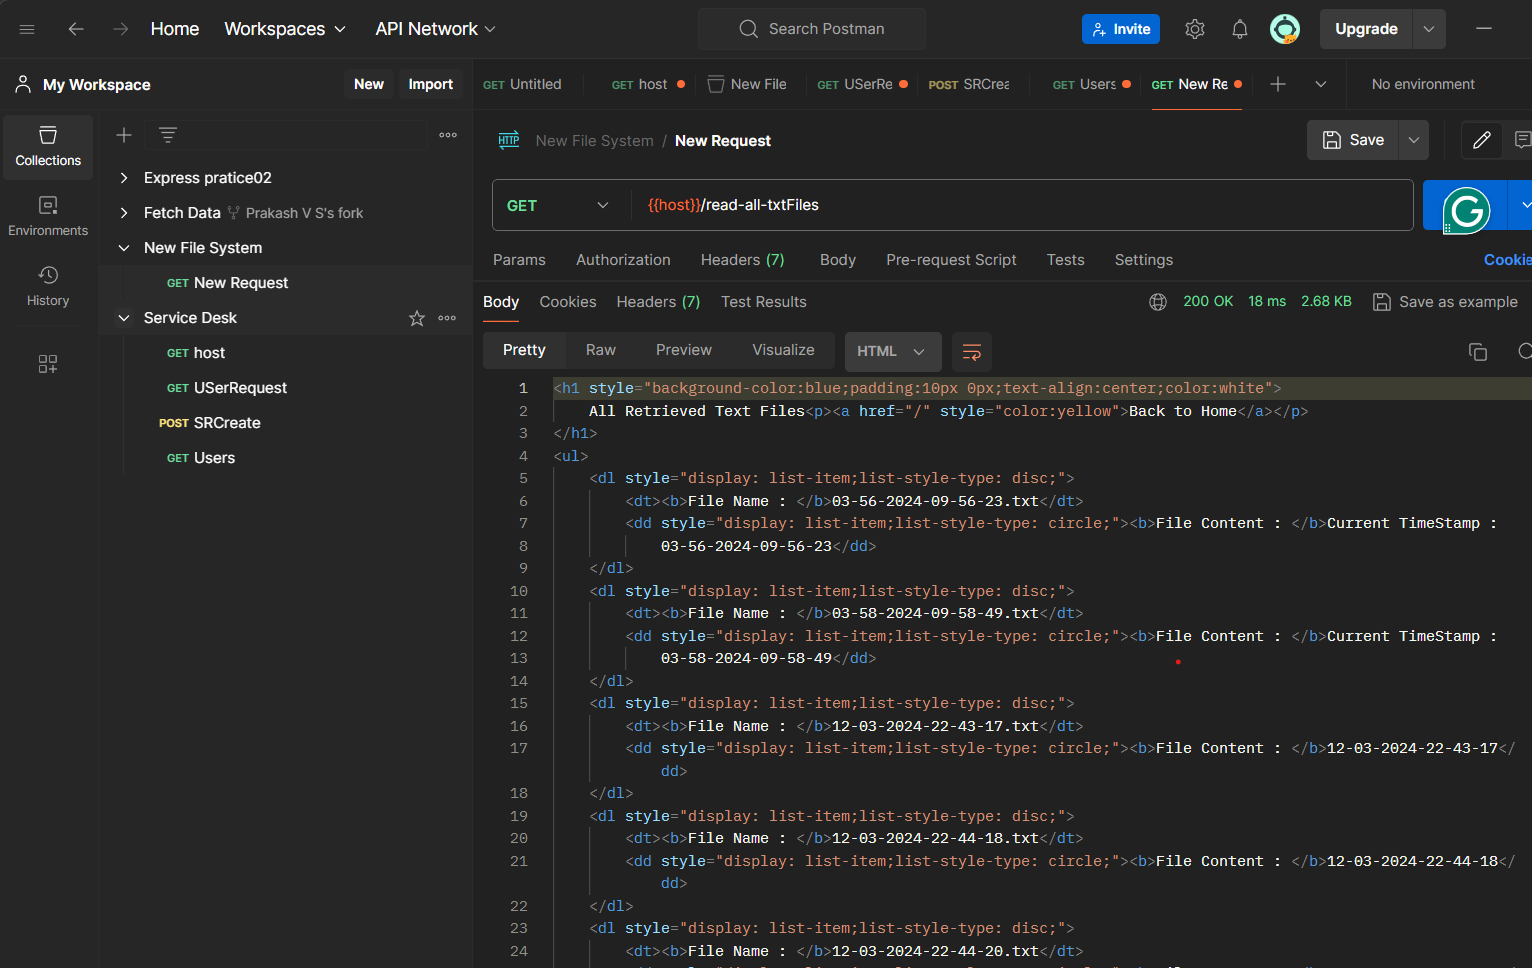 Home Workspaces API Network Search Postman Invite Upgrade
My Workspace New Import GET Untitled GET host New File GET USerRe POST SRCrea GET Users GET New Re No environment
Collections
Environments
History
Express pratice02
Fetch Data Prakash V S's fork
New File System
GET New Request
Service Desk
GET host
GET USerRequest
POST SRCreate
GET Users
HTTP New File System / New Request Save
GET {{host}}/read-all-txtFiles
Params Authorization Headers (7) Body Pre-request Script Tests Settings Cookie
Body Cookies Headers (7) Test Results 200 OK 18 ms 2.68 KB Save as example
Pretty Raw Preview Visualize HTML
1 <h1 style="background-color:blue;padding:10px 0px;text-align:center;color:white">
2 All Retrieved Text Files<p><a href="/" style="color:yellow">Back to Home</a></p>
3 </h1>
4 <ul>
5 <dl style="display: list-item;list-style-type: disc;">
6 <dt><b>File Name : </b>03-56-2024-09-56-23.txt</dt>
7 <dd style="display: list-item;list-style-type: circle;"><b>File Content : </b>Current TimeStamp :
8 03-56-2024-09-56-23</dd>
9 </dl>
10 <dl style="display: list-item;list-style-type: disc;">
11 <dt><b>File Name : </b>03-58-2024-09-58-49.txt</dt>
12 <dd style="display: list-item;list-style-type: circle;"><b>File Content : </b>Current TimeStamp :
13 03-58-2024-09-58-49</dd>
14 </dl>
15 <dl style="display: list-item;list-style-type: disc;">
16 <dt><b>File Name : </b>12-03-2024-22-43-17.txt</dt>
17 <dd style="display: list-item;list-style-type: circle;"><b>File Content : </b>12-03-2024-22-43-17</
dd>
18 </dl>
19 <dl style="display: list-item;list-style-type: disc;">
20 <dt><b>File Name : </b>12-03-2024-22-44-18.txt</dt>
21 <dd style="display: list-item;list-style-type: circle;"><b>File Content : </b>12-03-2024-22-44-18</
dd>
22 </dl>
23 <dl style="display: list-item;list-style-type: disc;">
24 <dt><b>File Name : </b>12-03-2024-22-44-20.txt</dt>